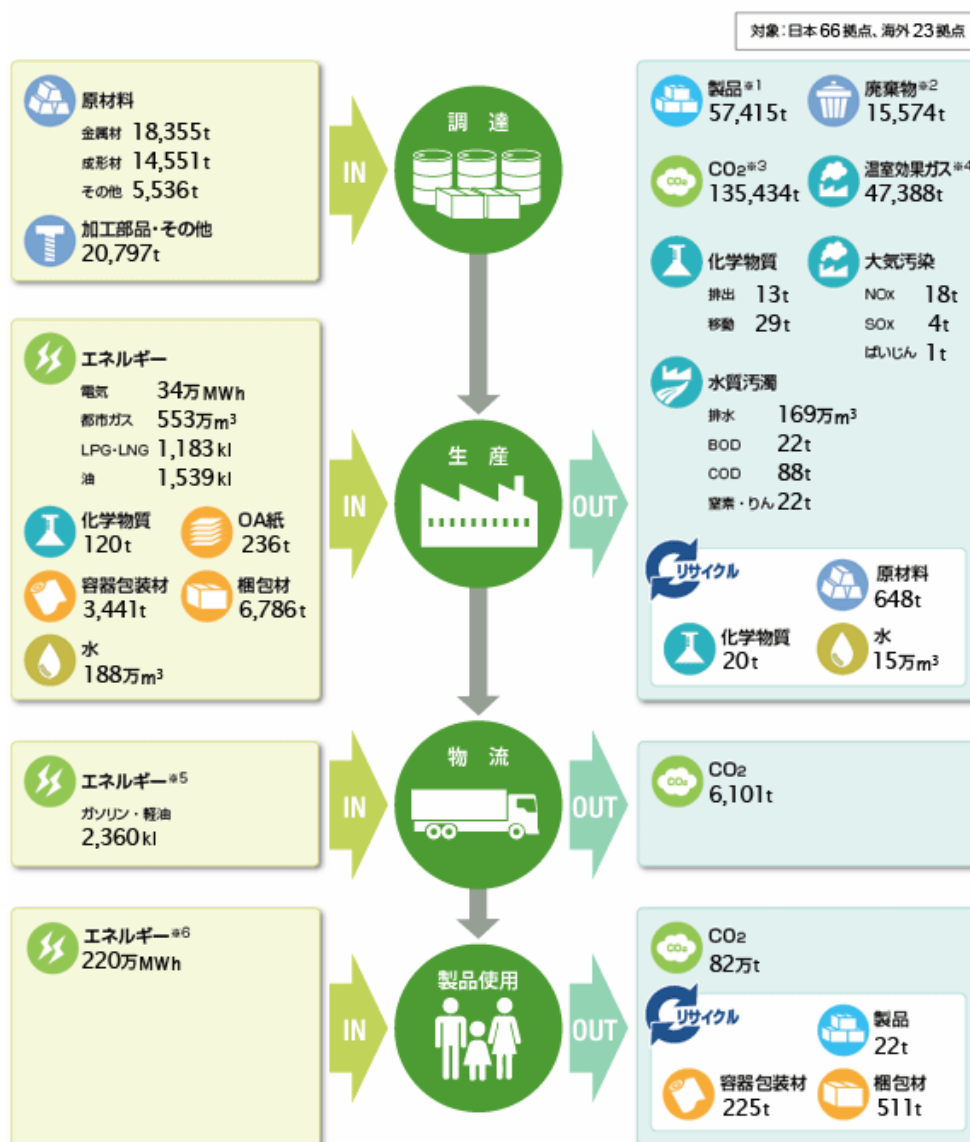 対象：日本66拠点、海外23拠点
原材料
金属材 18,355t
成形材 14,551t
その他 5,536t
加工部品・その他
20,797t
IN
調達
エネルギー
電気 34万MWh
都市ガス 553万m³
LPG・LNG 1,183kl
油 1,539kl
化学物質
120t
OA紙
236t
容器包装材
3,441t
梱包材
6,786t
水
188万m³
IN
生産
OUT
製品※1
57,415t
廃棄物※2
15,574t
CO₂※3
135,434t
温室効果ガス※4
47,388t
化学物質
排出 13t
移動 29t
大気汚染
NOx 18t
SOx 4t
ばいじん 1t
水質汚濁
排水 169万m³
BOD 22t
COD 88t
窒素・りん 22t
リサイクル
原材料
648t
化学物質
20t
水
15万m³
エネルギー※5
ガソリン・軽油
2,360kl
IN
物流
OUT
CO₂
6,101t
エネルギー※6
220万MWh
IN
製品使用
OUT
CO₂
82万t
CO₂
リサイクル
製品
22t
容器包装材
225t
梱包材
511t